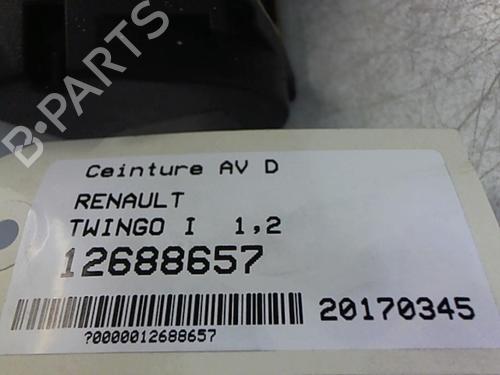 B-PARTS
Ceinture AV D
RENAULT
TWINGO I 1,2
12688657
20170345
?0000012688657